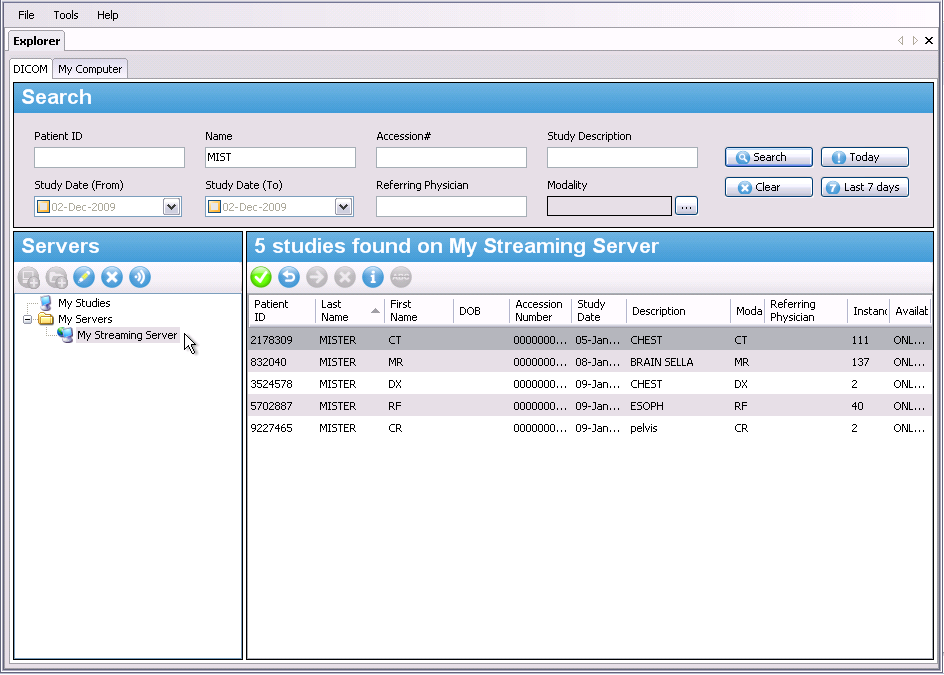 File Tools Help
Explorer
DICOM My Computer
Search
Patient ID Name Accession# Study Description
MIST
Search Today
Study Date (From) Study Date (To) Referring Physician Modality
02-Dec-2009 02-Dec-2009 ...
Clear 7 Last 7 days
Servers
My Studies
My Servers
My Streaming Server
5 studies found on My Streaming Server
ABC
Patient ID Last Name First Name DOB Accession Number Study Date Description Moda Referring Physician Instanc Availab
2178309 MISTER CT 0000000... 05-Jan... CHEST CT 111 ONL...
832040 MISTER MR 0000000... 08-Jan... BRAIN SELLA MR 137 ONL...
3524578 MISTER DX 0000000... 09-Jan... CHEST DX 2 ONL...
5702887 MISTER RF 0000000... 09-Jan... ESOPH RF 40 ONL...
9227465 MISTER CR 0000000... 09-Jan... pelvis CR 2 ONL...